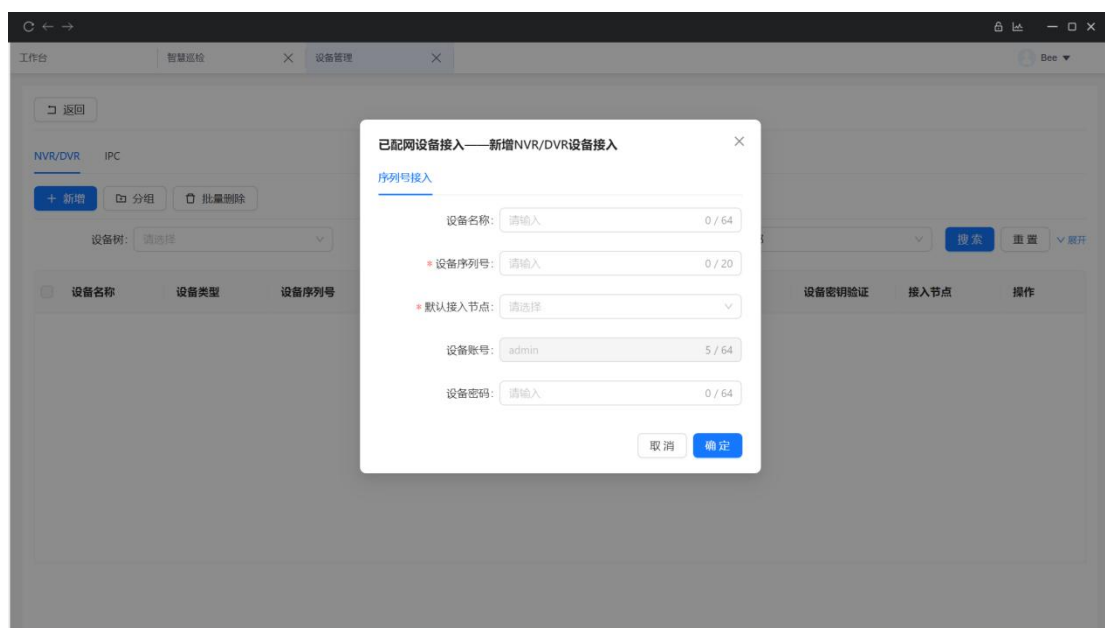 工作台 智慧巡检 设备管理 Bee
返回
NVR/DVR IPC
+ 新增 分组 批量删除
设备树: 请选择 搜索 重置 展开
设备名称 设备类型 设备序列号 设备密钥验证 接入节点 操作
已配网设备接入——新增NVR/DVR设备接入
序列号接入
设备名称: 请输入 0 / 64
* 设备序列号: 请输入 0 / 20
* 默认接入节点: 请选择
设备账号: admin 5 / 64
设备密码: 请输入 0 / 64
取消 确定